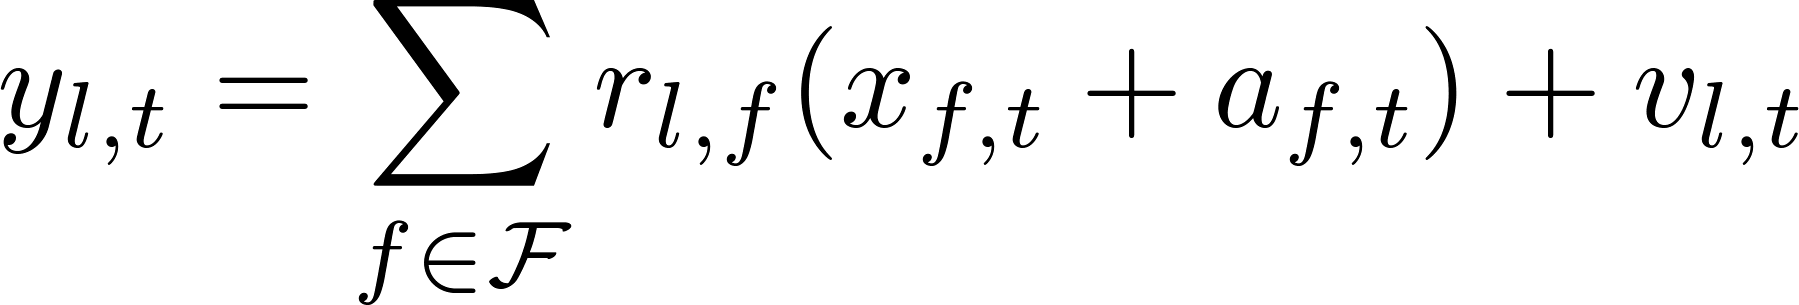 y_{l,t} = \sum_{f \in \mathcal{F}} r_{l,f}(x_{f,t} + a_{f,t}) + v_{l,t}